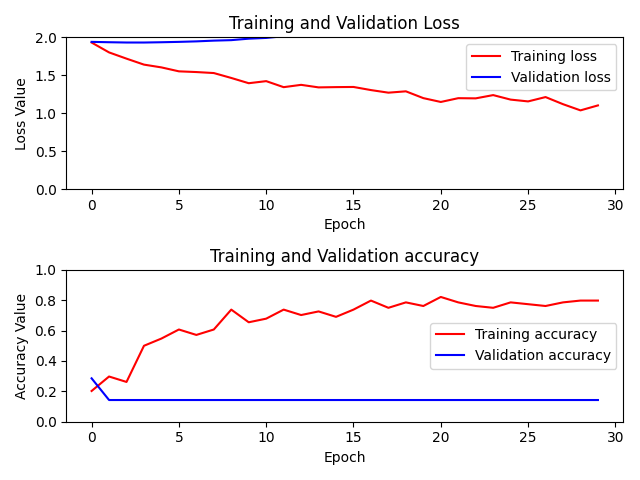 Training and Validation Loss
2.0
1.5
1.0
0.5
0.0
Loss Value
Training loss
Validation loss
0 5 10 15 20 25 30
Epoch
Training and Validation accuracy
1.0
0.8
0.6
0.4
0.2
0.0
Accuracy Value
Training accuracy
Validation accuracy
0 5 10 15 20 25 30
Epoch